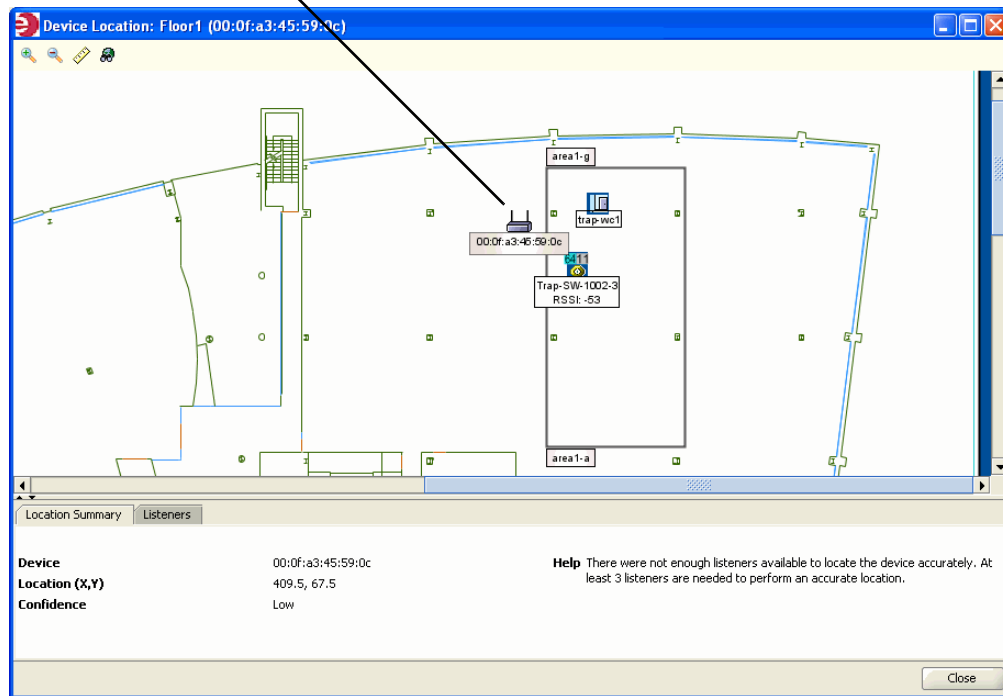 Device Location: Floor1 (00:0f:a3:45:59:0c)
area1-g
trap-wc1
00:0f:a3:45:59:0c
6411
Trap-SW-1002-3
RSSI: -53
area1-a
Location Summary
Listeners
Device
00:0f:a3:45:59:0c
Help There were not enough listeners available to locate the device accurately. At
least 3 listeners are needed to perform an accurate location.
Location (X,Y)
409.5, 67.5
Confidence
Low
Close